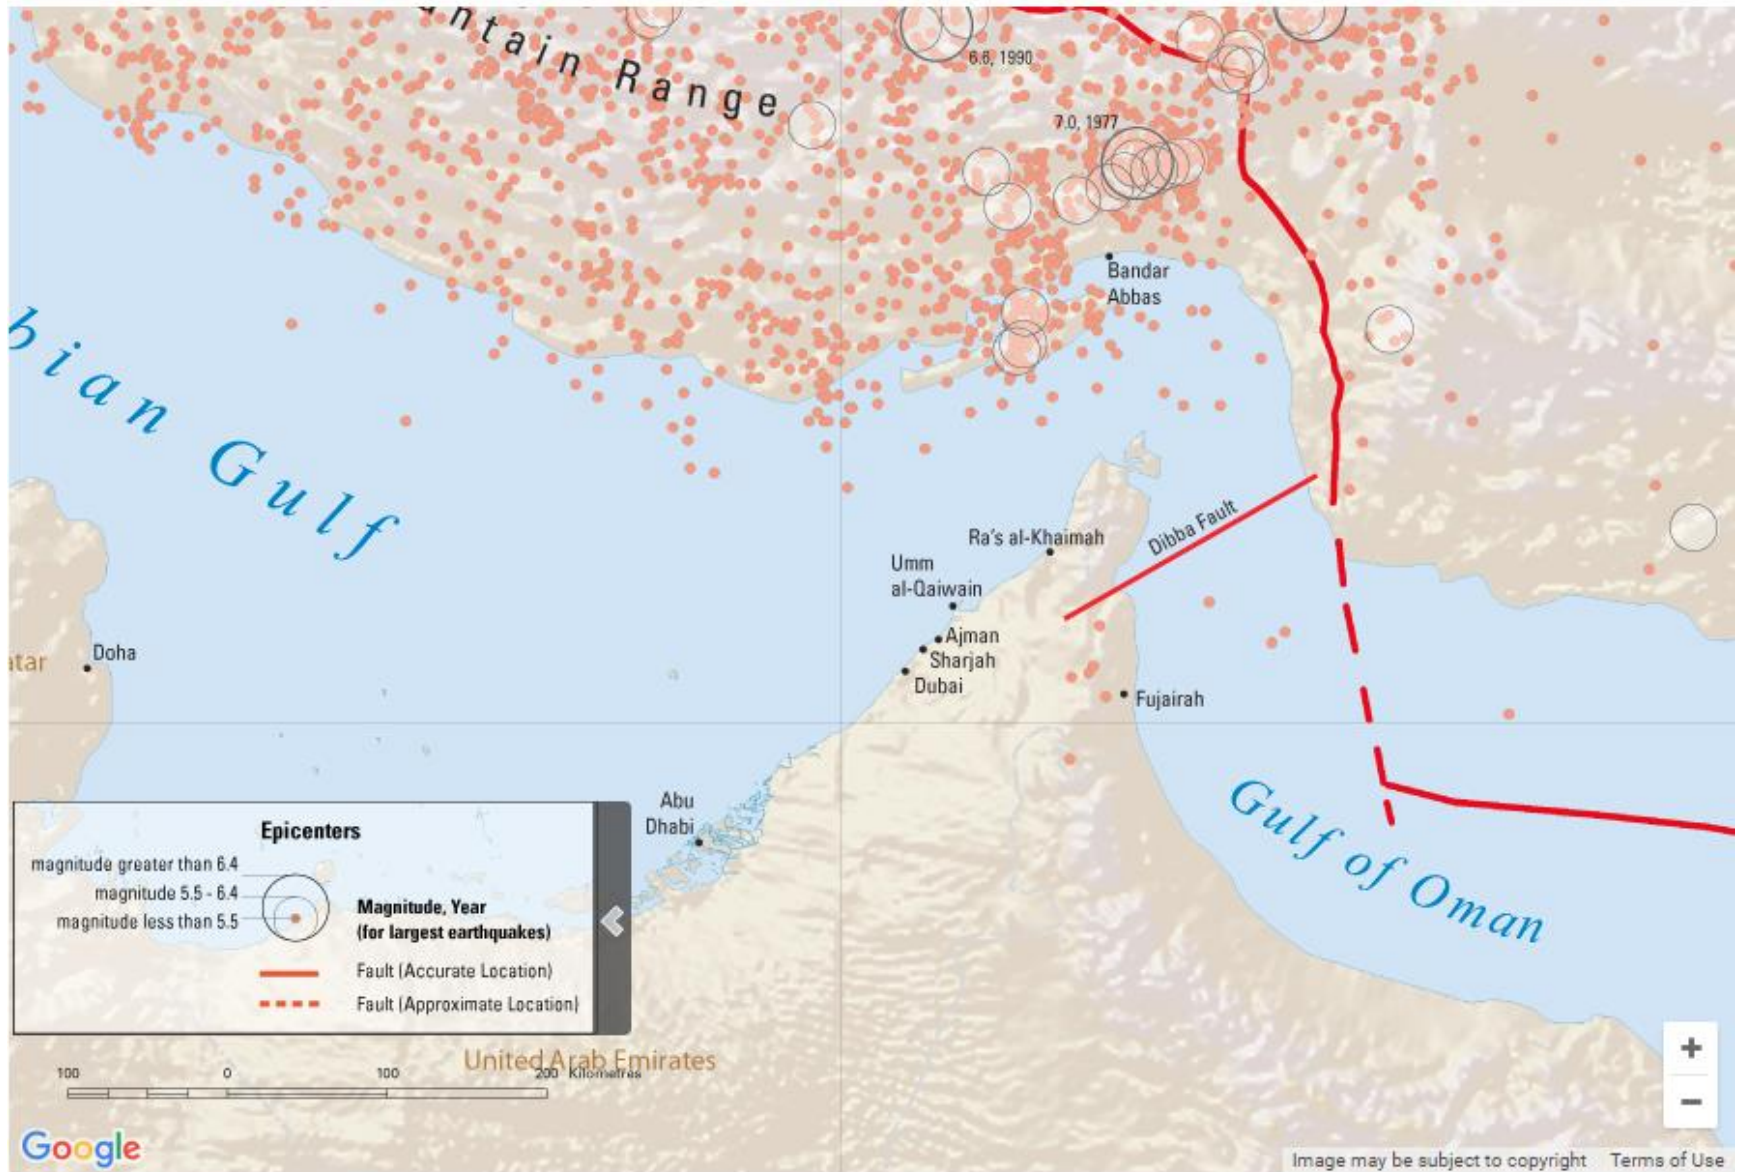 untain Range
6.6, 1990
7.0, 1977
Bandar
Abbas
bian Gulf
Dibba Fault
Ra's al-Khaimah
Umm
al-Qaiwain
Ajman
Sharjah
Dubai
Fujairah
atar
Doha
Abu
Dhabi
Gulf of Oman
Epicenters
magnitude greater than 6.4
magnitude 5.5 - 6.4
magnitude less than 5.5
Magnitude, Year
(for largest earthquakes)
Fault (Accurate Location)
Fault (Approximate Location)
United Arab Emirates
100 0 100 200 Kilometres
Google
Image may be subject to copyright Terms of Use